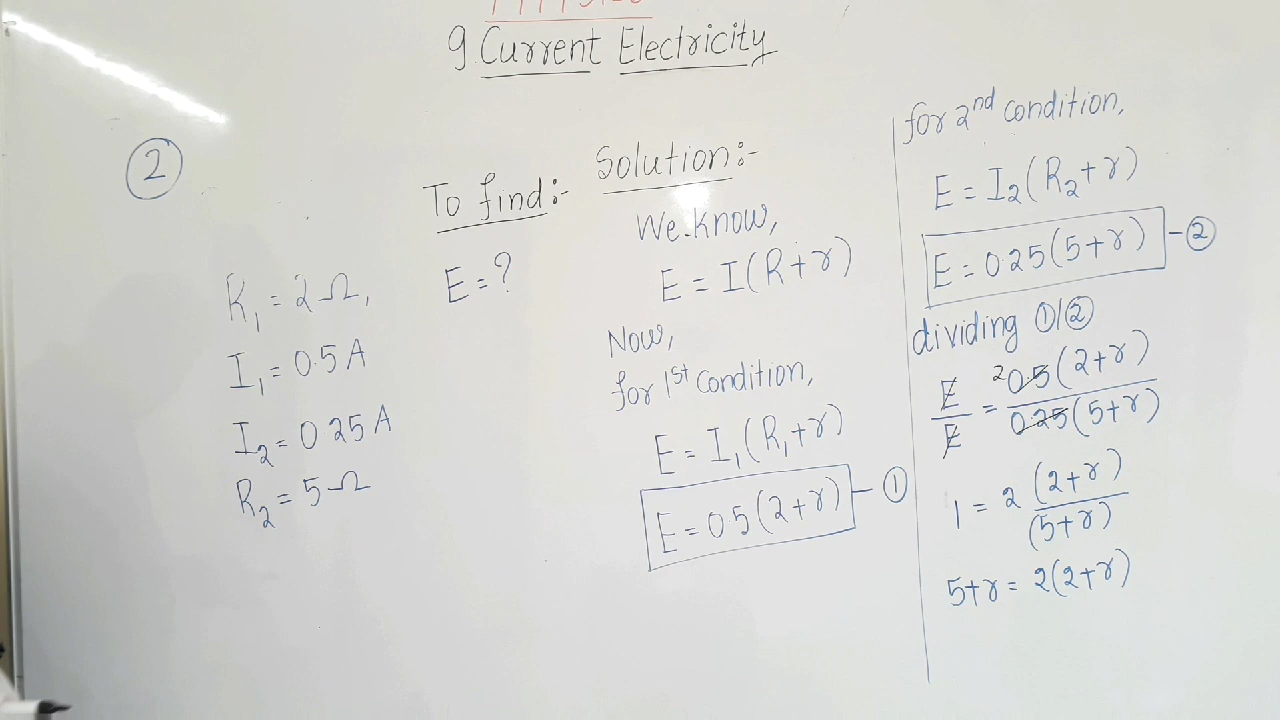 9. Current Electricity
2
R₁ = 2 Ω,
I₁ = 0.5 A
I₂ = 0.25 A
R₂ = 5 Ω
To find:-
E = ?
Solution:-
We know,
E = I(R+r)
Now,
for 1st condition,
E = I₁(R₁+r)
E = 0.5(2+r) - ①
for 2nd condition,
E = I₂(R₂+r)
E = 0.25(5+r) - ②
dividing ①/②
E/E = 2 0.5(2+r)/0.25(5+r)
1 = 2 (2+r)/(5+r)
5+r = 2(2+r)